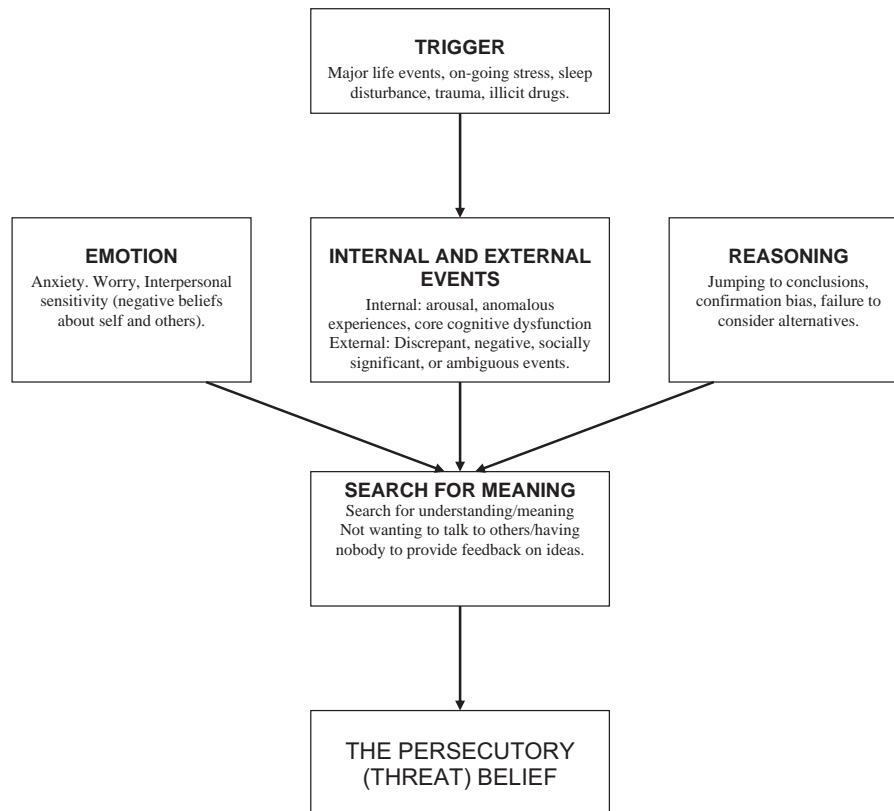 TRIGGER
Major life events, on-going stress, sleep
disturbance, trauma, illicit drugs.
EMOTION
Anxiety. Worry, Interpersonal
sensitivity (negative beliefs
about self and others).
INTERNAL AND EXTERNAL
EVENTS
Internal: arousal, anomalous
experiences, core cognitive dysfunction
External: Discrepant, negative, socially
significant, or ambiguous events.
REASONING
Jumping to conclusions,
confirmation bias, failure to
consider alternatives.
SEARCH FOR MEANING
Search for understanding/meaning
Not wanting to talk to others/having
nobody to provide feedback on ideas.
THE PERSECUTORY
(THREAT) BELIEF